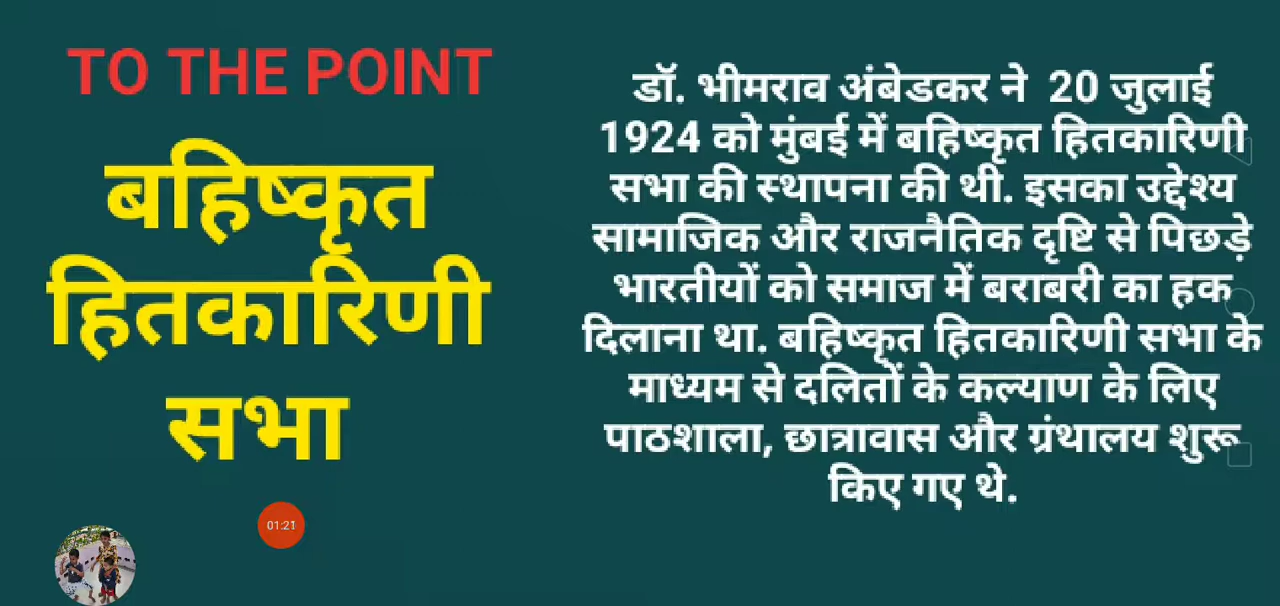 TO THE POINT
बहिष्कृत
हितकारिणी
सभा
डॉ. भीमराव अंबेडकर ने 20 जुलाई
1924 को मुंबई में बहिष्कृत हितकारिणी
सभा की स्थापना की थी. इसका उद्देश्य
सामाजिक और राजनैतिक दृष्टि से पिछड़े
भारतीयों को समाज में बराबरी का हक
दिलाना था. बहिष्कृत हितकारिणी सभा के
माध्यम से दलितों के कल्याण के लिए
पाठशाला, छात्रावास और ग्रंथालय शुरू
किए गए थे.
01:21